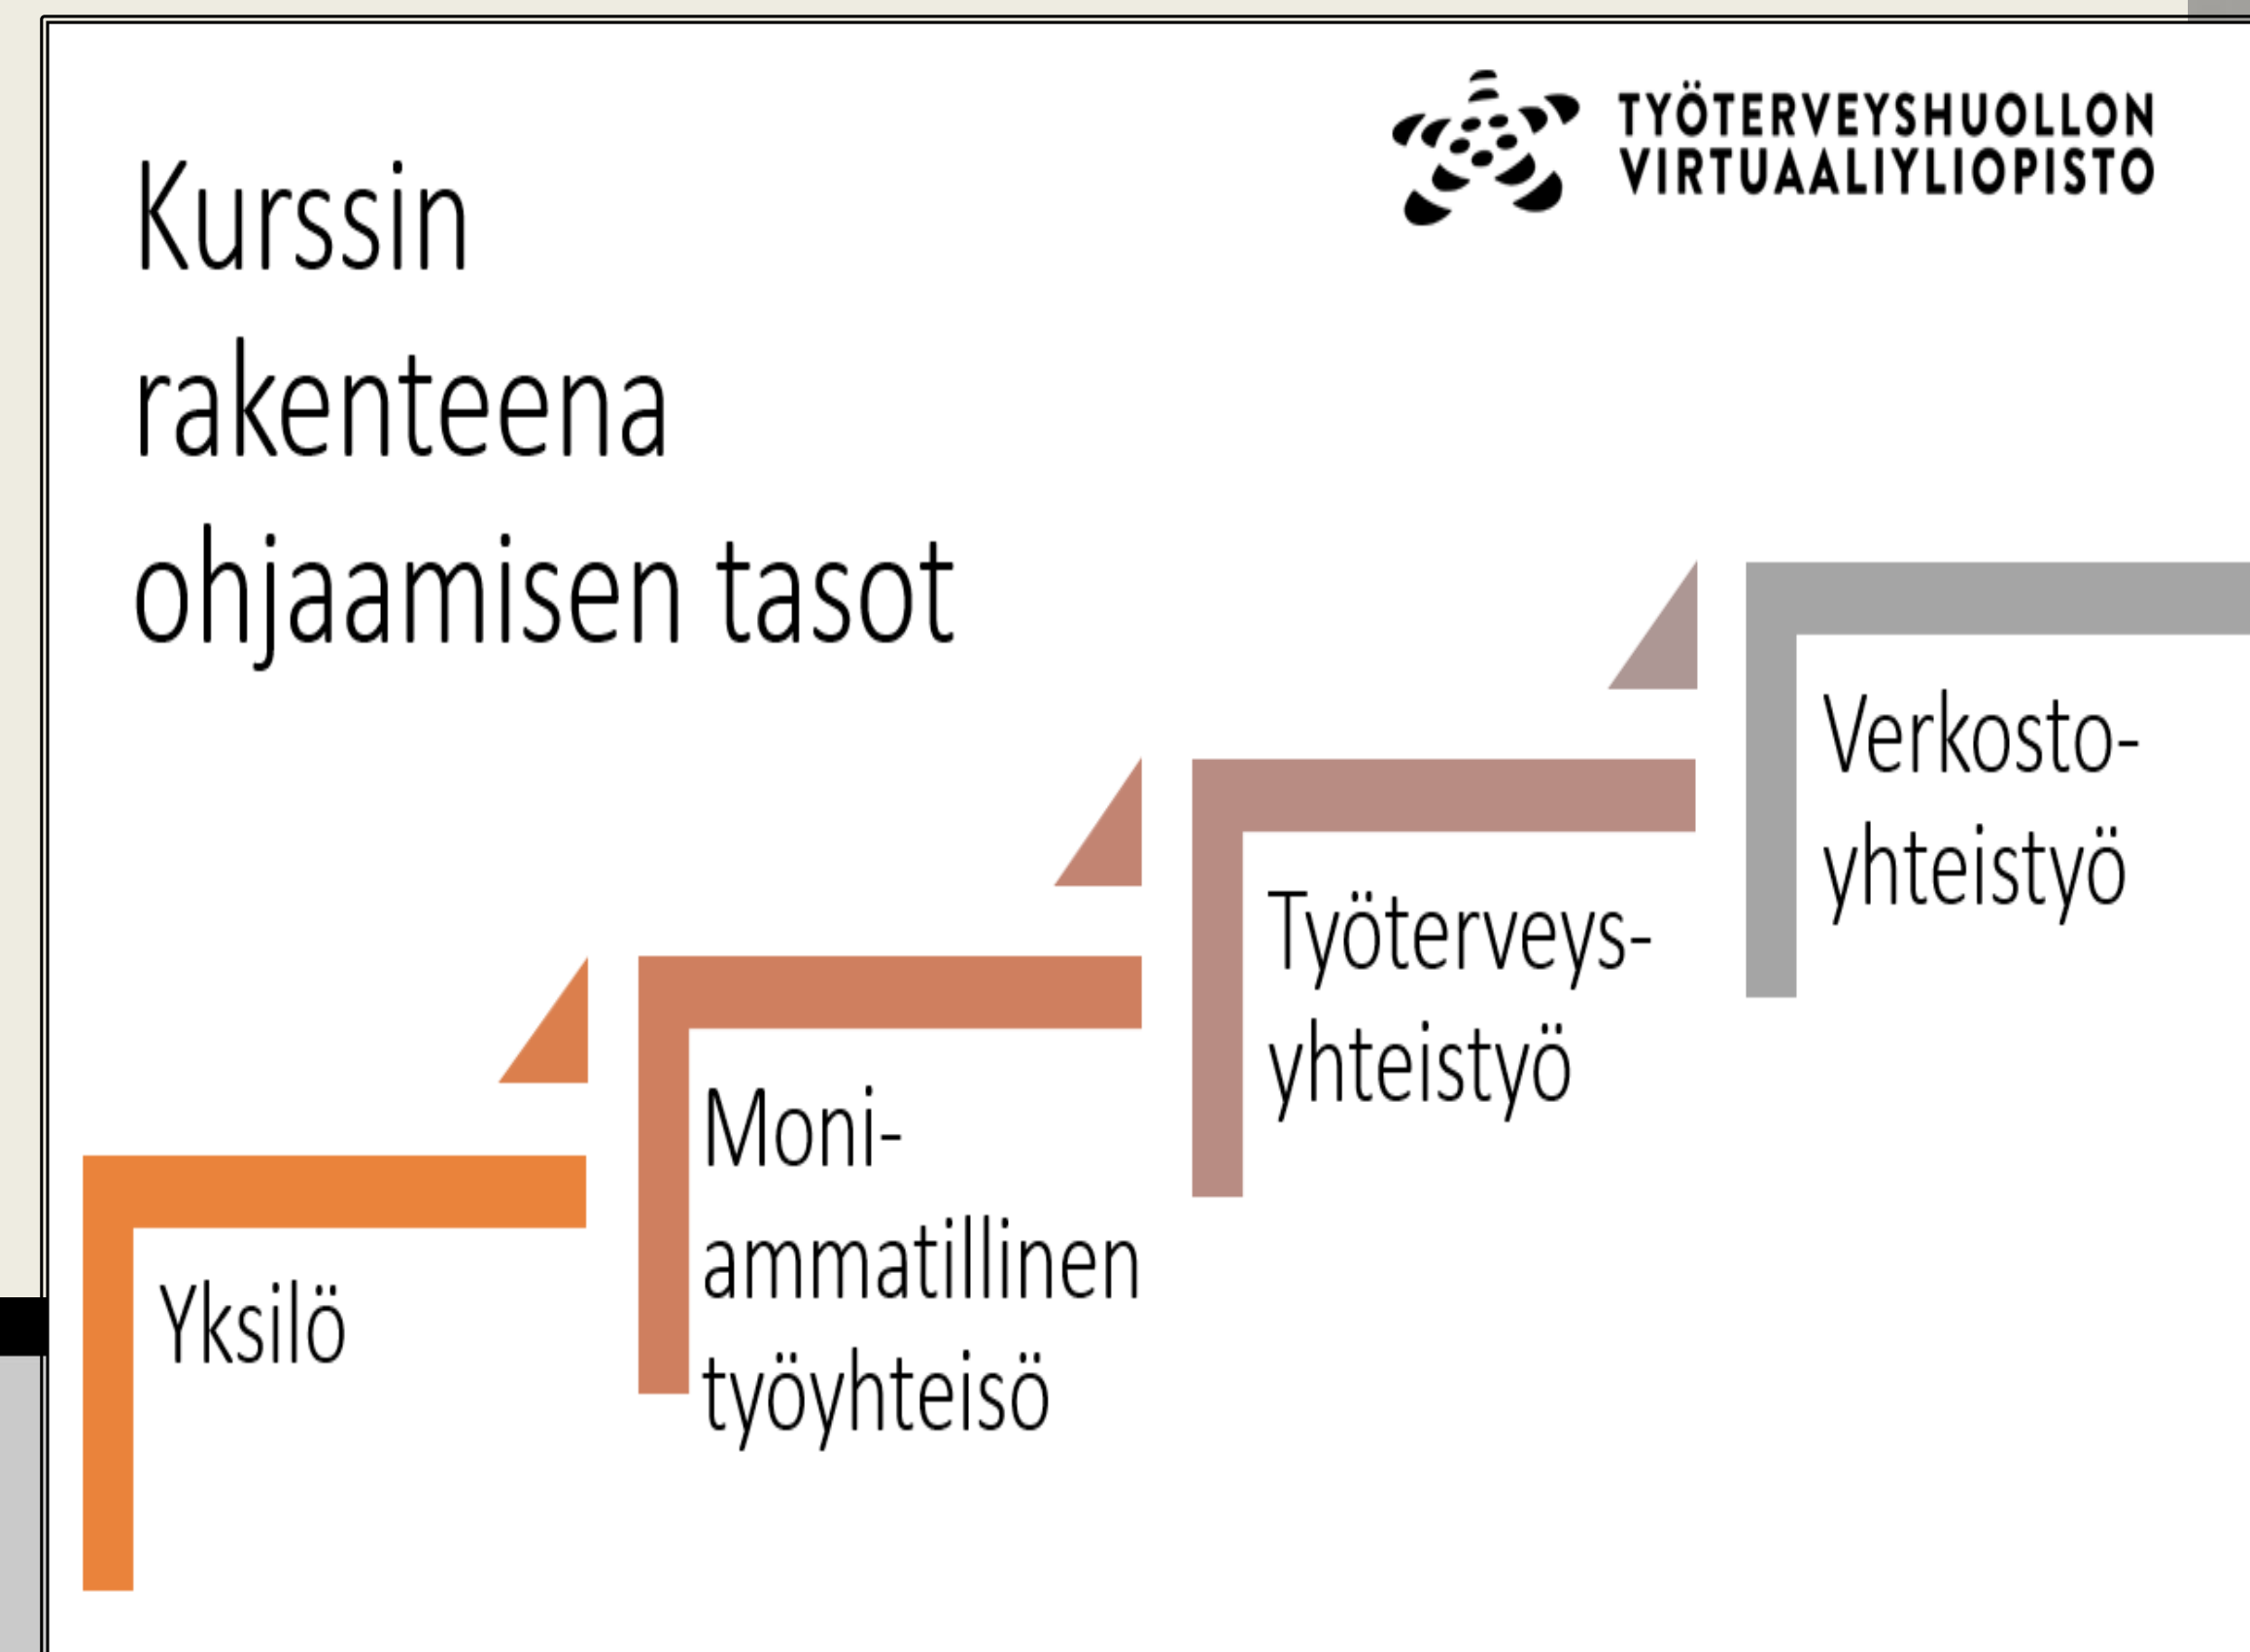 TYÖTERVEYSHUOLLON
VIRTUAALIYLIOPISTO
Kurssin
rakenteena
ohjaamisen tasot
Yksilö
Moni-
ammatillinen
työyhteisö
Työterveys-
yhteistyö
Verkosto-
yhteistyö